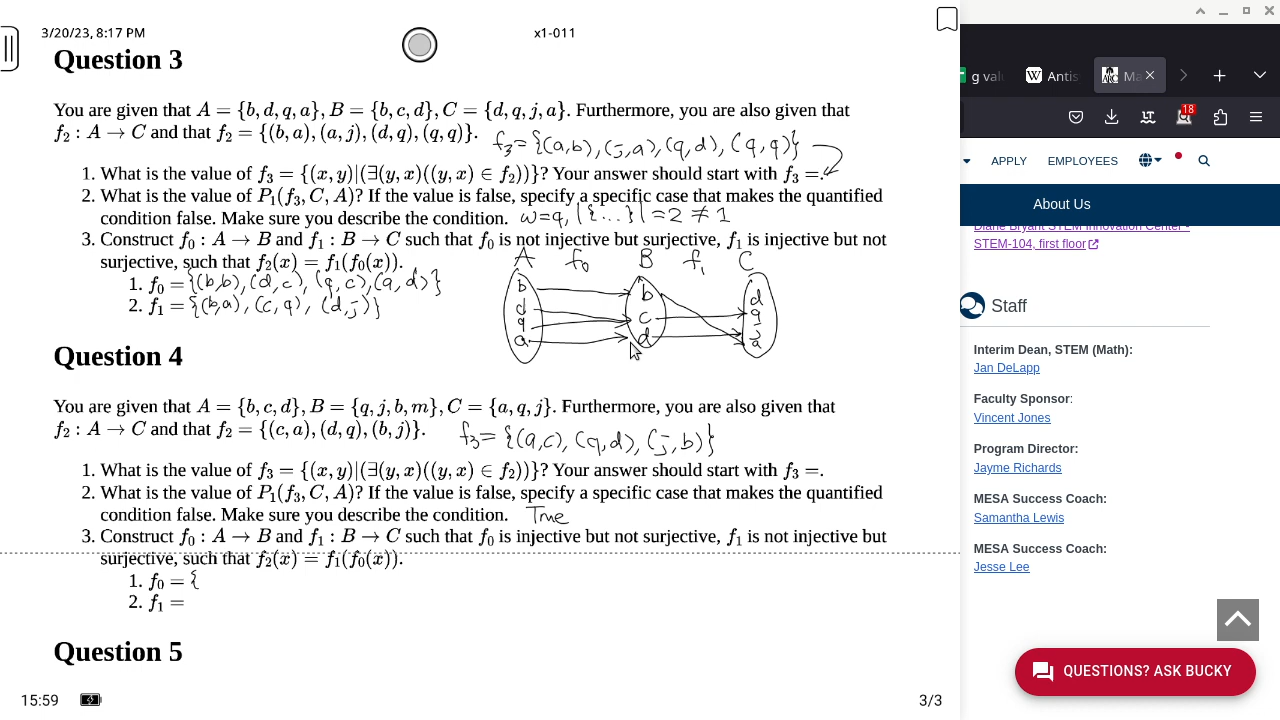 3/20/23, 8:17 PM
x1-011
Question 3
You are given that A = {b, d, q, a}, B = {b, c, d}, C = {d, q, j, a}. Furthermore, you are also given that
f₂ : A → C and that f₂ = {(b, a), (a, j), (d, q), (q, q)}.
f₃ = {(a,b), (j,a), (q,d), (q,q)}
1. What is the value of f₃ = {(x, y)|(∃(y, x)((y, x) ∈ f₂))}? Your answer should start with f₃ =.
2. What is the value of P₁(f₃, C, A)? If the value is false, specify a specific case that makes the quantified
condition false. Make sure you describe the condition.
w=q, |{...}| = 2 ≠ 1
3. Construct f₀ : A → B and f₁ : B → C such that f₀ is not injective but surjective, f₁ is injective but not
surjective, such that f₂(x) = f₁(f₀(x)).
1. f₀ = {(b,b), (d,c), (q,c), (a,d)}
2. f₁ = {(b,a), (c,q), (d,j)}
A f₀ B f₁ C
b d q a
b c d
d q j a
Question 4
You are given that A = {b, c, d}, B = {q, j, b, m}, C = {a, q, j}. Furthermore, you are also given that
f₂ : A → C and that f₂ = {(c, a), (d, q), (b, j)}.
f₃ = {(a,c), (q,d), (j,b)}
1. What is the value of f₃ = {(x, y)|(∃(y, x)((y, x) ∈ f₂))}? Your answer should start with f₃ =.
2. What is the value of P₁(f₃, C, A)? If the value is false, specify a specific case that makes the quantified
condition false. Make sure you describe the condition.
True
3. Construct f₀ : A → B and f₁ : B → C such that f₀ is injective but not surjective, f₁ is not injective but
surjective, such that f₂(x) = f₁(f₀(x)).
1. f₀ = {
2. f₁ =
Question 5
15:59
3/3
g val
Antis
Ma
18
APPLY
EMPLOYEES
About Us
Diane Bryant STEM Innovation Center -
STEM-104, first floor
Staff
Interim Dean, STEM (Math):
Jan DeLapp
Faculty Sponsor:
Vincent Jones
Program Director:
Jayme Richards
MESA Success Coach:
Samantha Lewis
MESA Success Coach:
Jesse Lee
QUESTIONS? ASK BUCKY